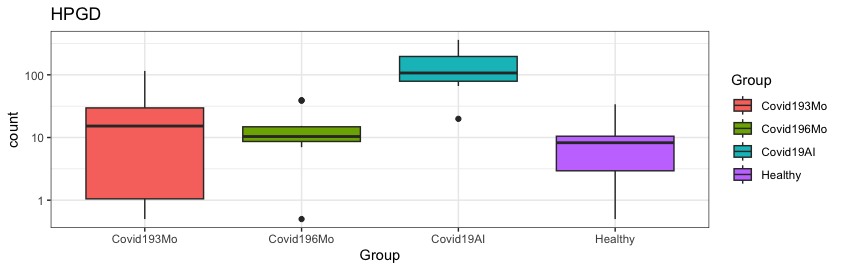 HPGD
count
100
10
1
Covid193Mo
Covid196Mo
Covid19AI
Healthy
Group
Group
Covid193Mo
Covid196Mo
Covid19AI
Healthy